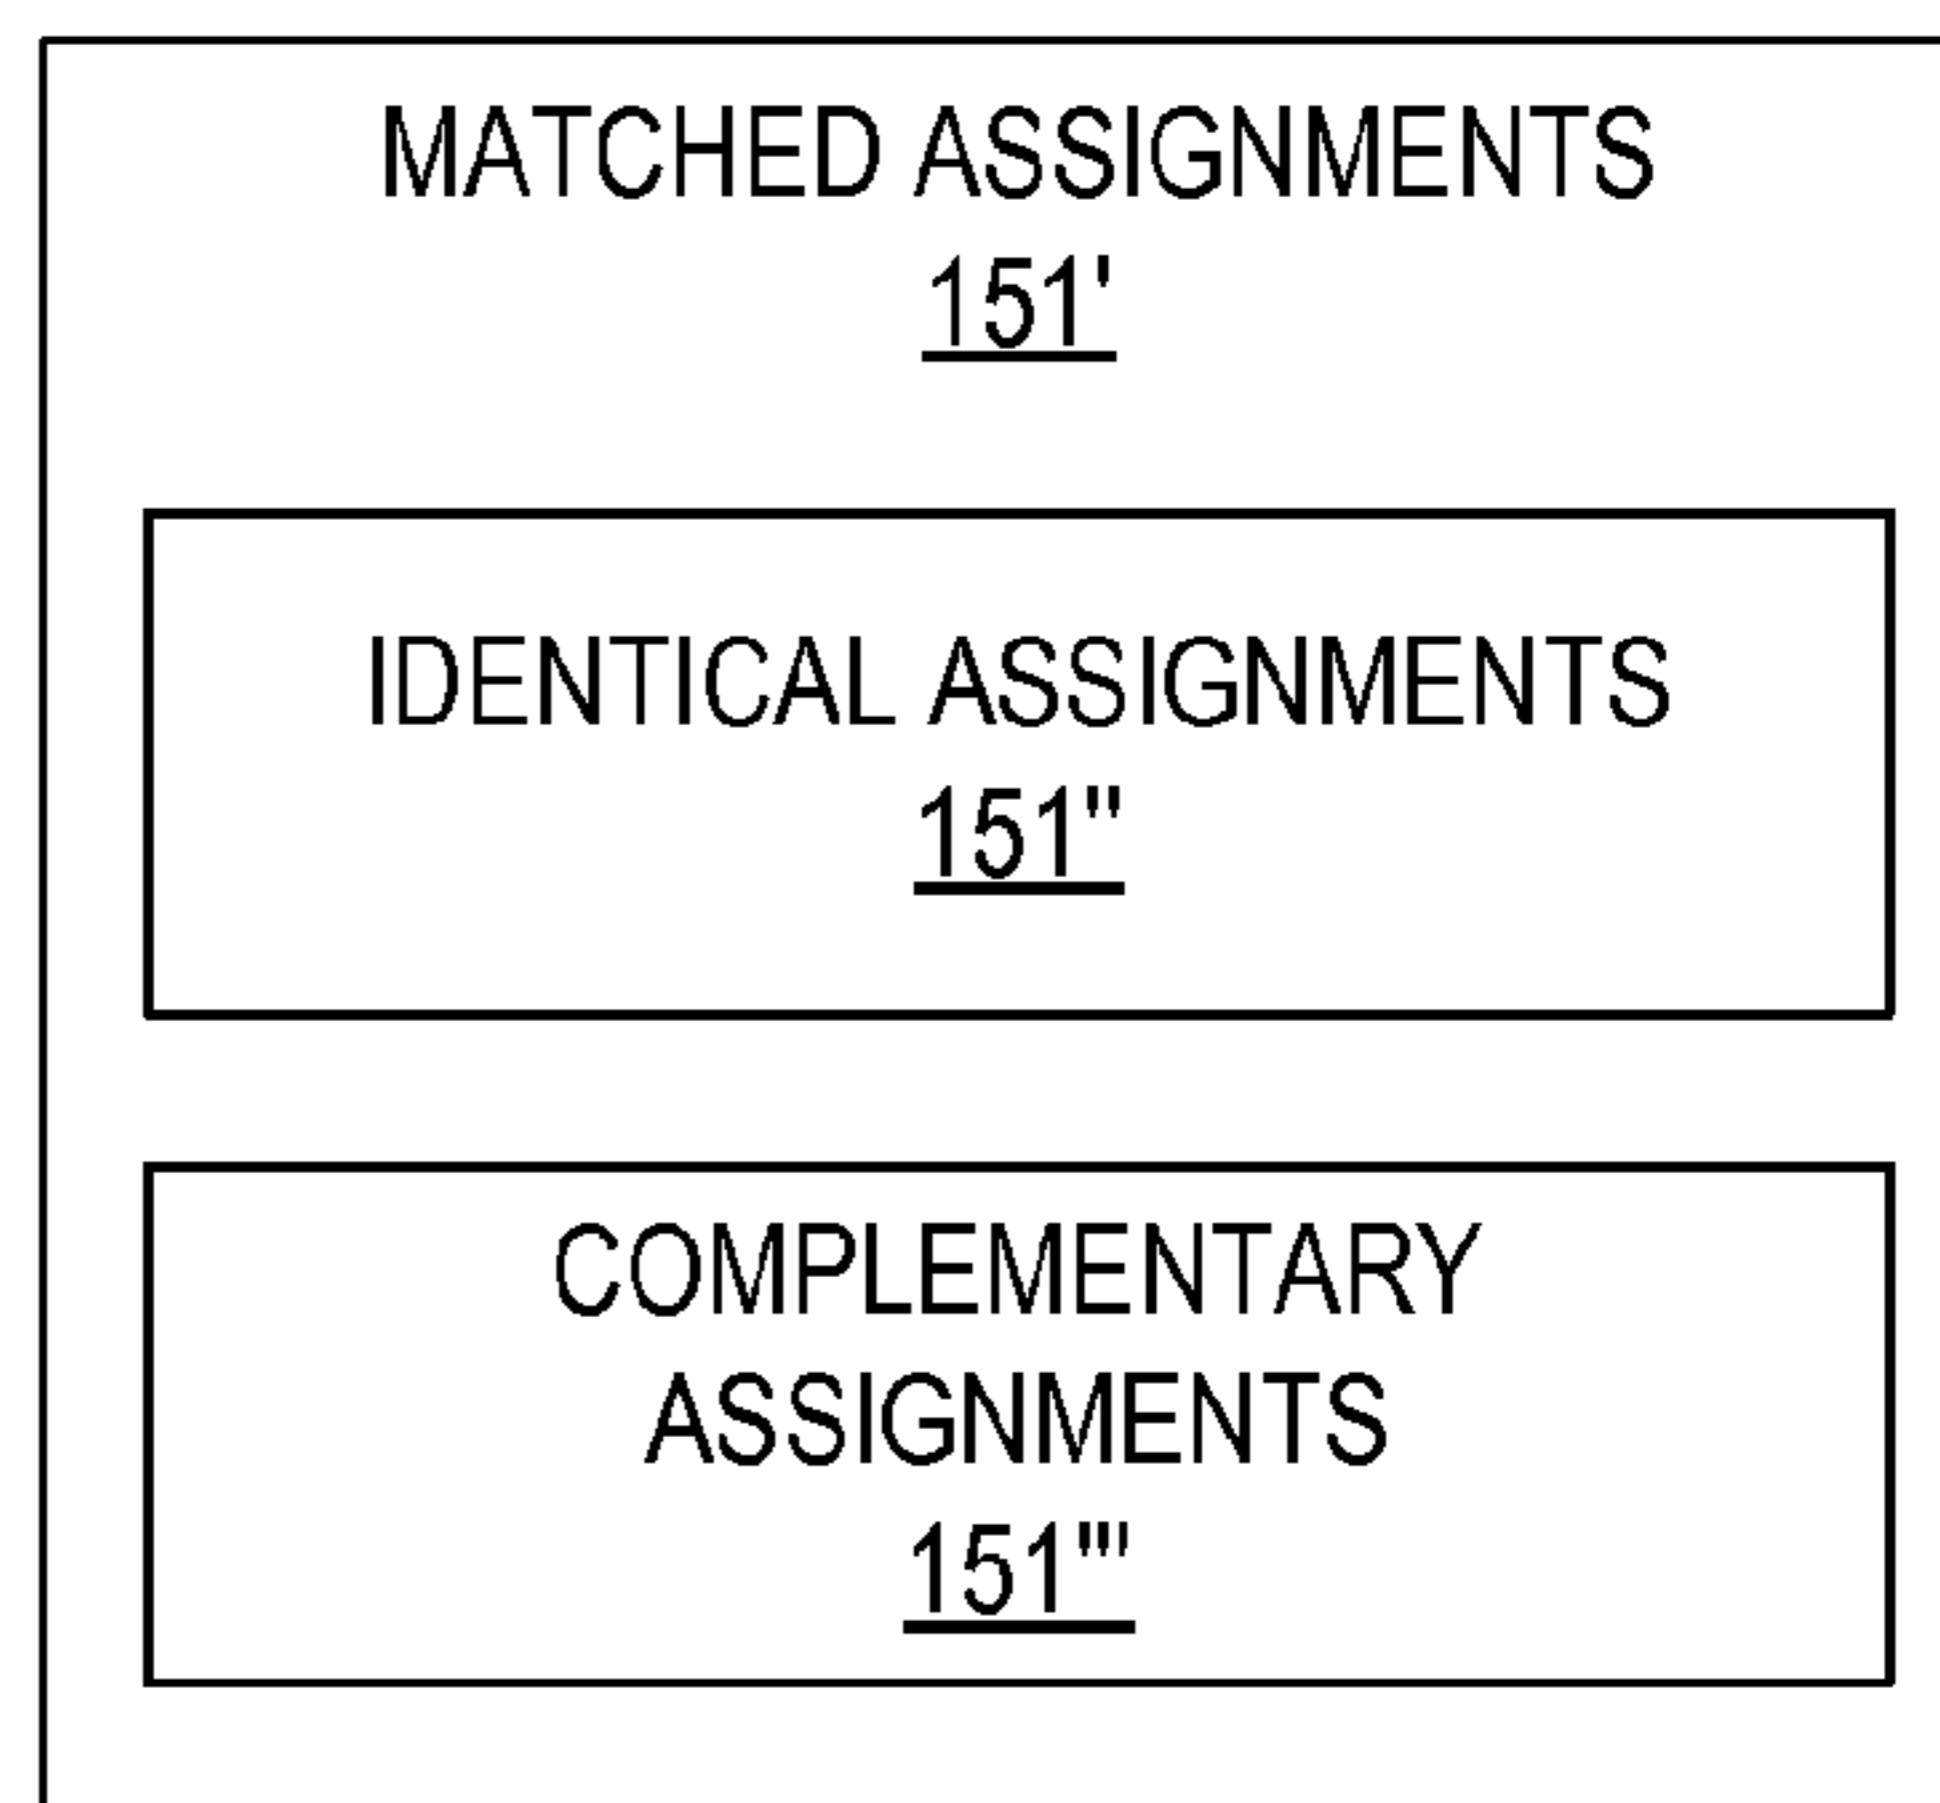 MATCHED ASSIGNMENTS
151'
IDENTICAL ASSIGNMENTS
151"
COMPLEMENTARY
ASSIGNMENTS
151'"